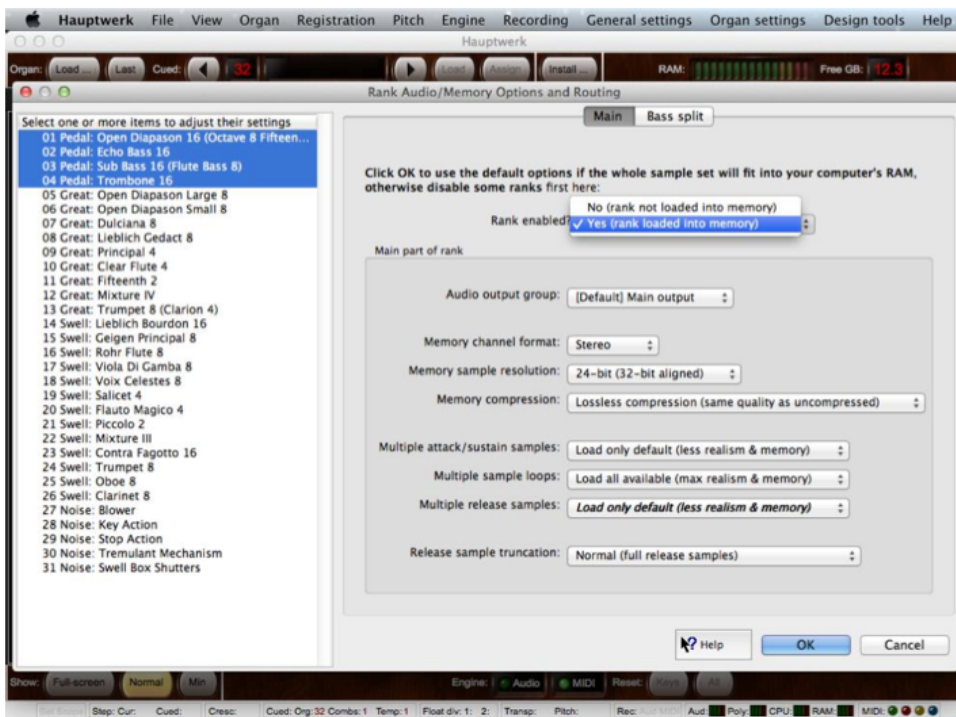 Hauptwerk File View Organ Registration Pitch Engine Recording General settings Organ settings Design tools Help
Hauptwerk
Organ: Load ... Last Cued: 32 Load Assign Install ... RAM: Free GB: 12.3
Rank Audio/Memory Options and Routing
Main Bass split
Select one or more items to adjust their settings
01 Pedal: Open Diapason 16 (Octave 8 Fifteen...
02 Pedal: Echo Bass 16
03 Pedal: Sub Bass 16 (Flute Bass 8)
04 Pedal: Trombone 16
05 Great: Open Diapason Large 8
06 Great: Open Diapason Small 8
07 Great: Dulciana 8
08 Great: Lieblich Gedact 8
09 Great: Principal 4
10 Great: Clear Flute 4
11 Great: Fifteenth 2
12 Great: Mixture IV
13 Great: Trumpet 8 (Clarion 4)
14 Swell: Lieblich Bourdon 16
15 Swell: Geigen Principal 8
16 Swell: Rohr Flute 8
17 Swell: Viola Di Gamba 8
18 Swell: Voix Celestes 8
19 Swell: Salicet 4
20 Swell: Flauto Magico 4
21 Swell: Piccolo 2
22 Swell: Mixture III
23 Swell: Contra Fagotto 16
24 Swell: Trumpet 8
25 Swell: Oboe 8
26 Swell: Clarinet 8
27 Noise: Blower
28 Noise: Key Action
29 Noise: Stop Action
30 Noise: Tremulant Mechanism
31 Noise: Swell Box Shutters
Click OK to use the default options if the whole sample set will fit into your computer's RAM,
otherwise disable some ranks first here:
No (rank not loaded into memory)
Rank enabled? ✓ Yes (rank loaded into memory)
Main part of rank
Audio output group: [Default] Main output
Memory channel format: Stereo
Memory sample resolution: 24-bit (32-bit aligned)
Memory compression: Lossless compression (same quality as uncompressed)
Multiple attack/sustain samples: Load only default (less realism & memory)
Multiple sample loops: Load all available (max realism & memory)
Multiple release samples: Load only default (less realism & memory)
Release sample truncation: Normal (full release samples)
? Help OK Cancel
Show: Full-screen Normal Min Engine: Audio MIDI Reset: Keys All
Set Scope Step: Cur: Cued: Cresc: Cued: Org:32 Combs:1 Temp:1 Float div: 1: 2: Transp: Pitch: Rec: Aud MIDI Aud: Poly: CPU: RAM: MIDI: